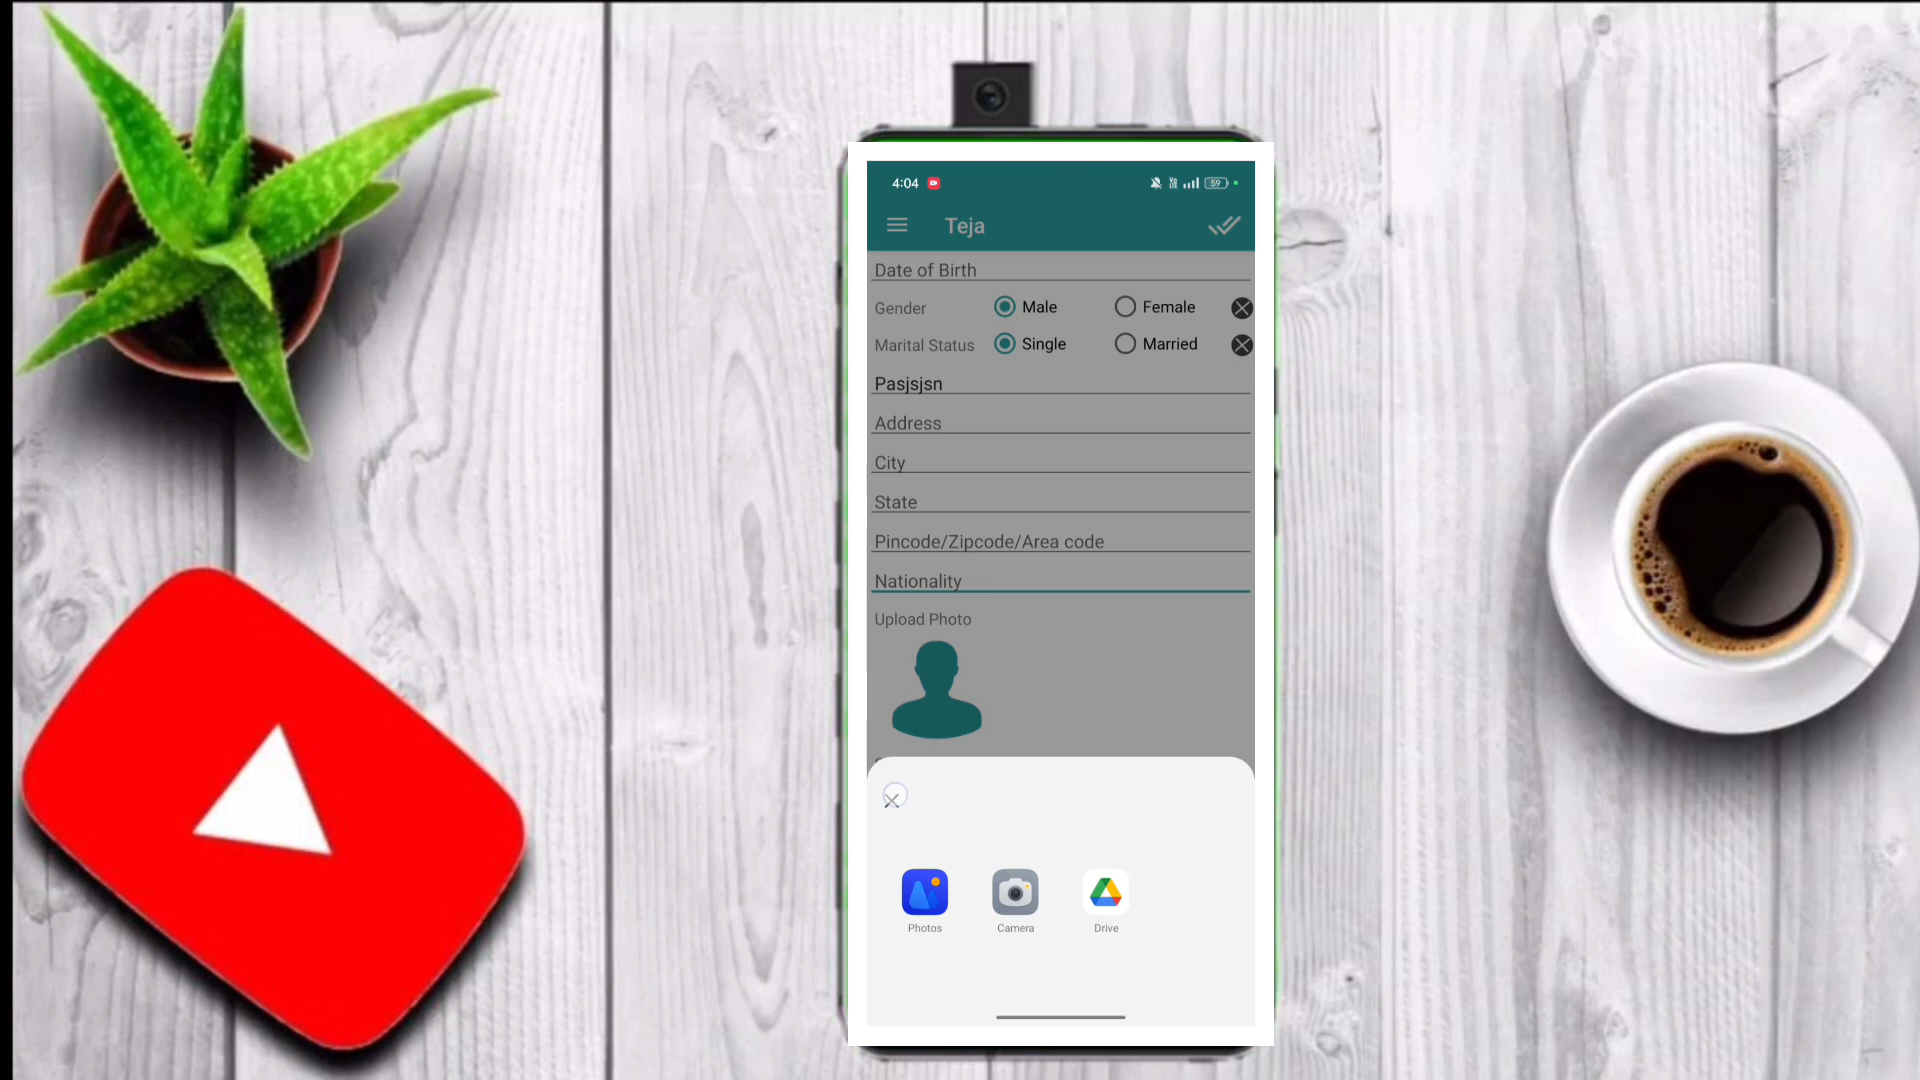 4:04
59
Teja
Date of Birth
Gender Male Female
Marital Status Single Married
Pasjsjsn
Address
City
State
Pincode/Zipcode/Area code
Nationality
Upload Photo
Photos Camera Drive